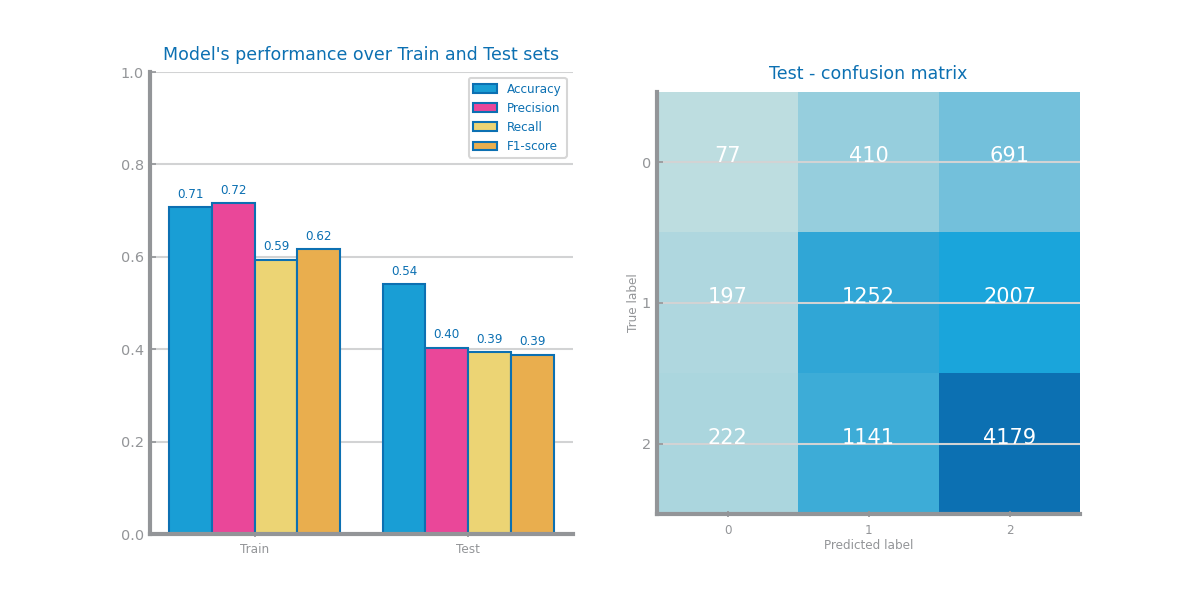 Model's performance over Train and Test sets
1.0
0.8
0.6
0.4
0.2
0.0
Accuracy
Precision
Recall
F1-score
0.71
0.72
0.59
0.62
0.54
0.40
0.39
0.39
Train
Test
Test - confusion matrix
True label
0
1
2
77 410 691
197 1252 2007
222 1141 4179
0 1 2
Predicted label